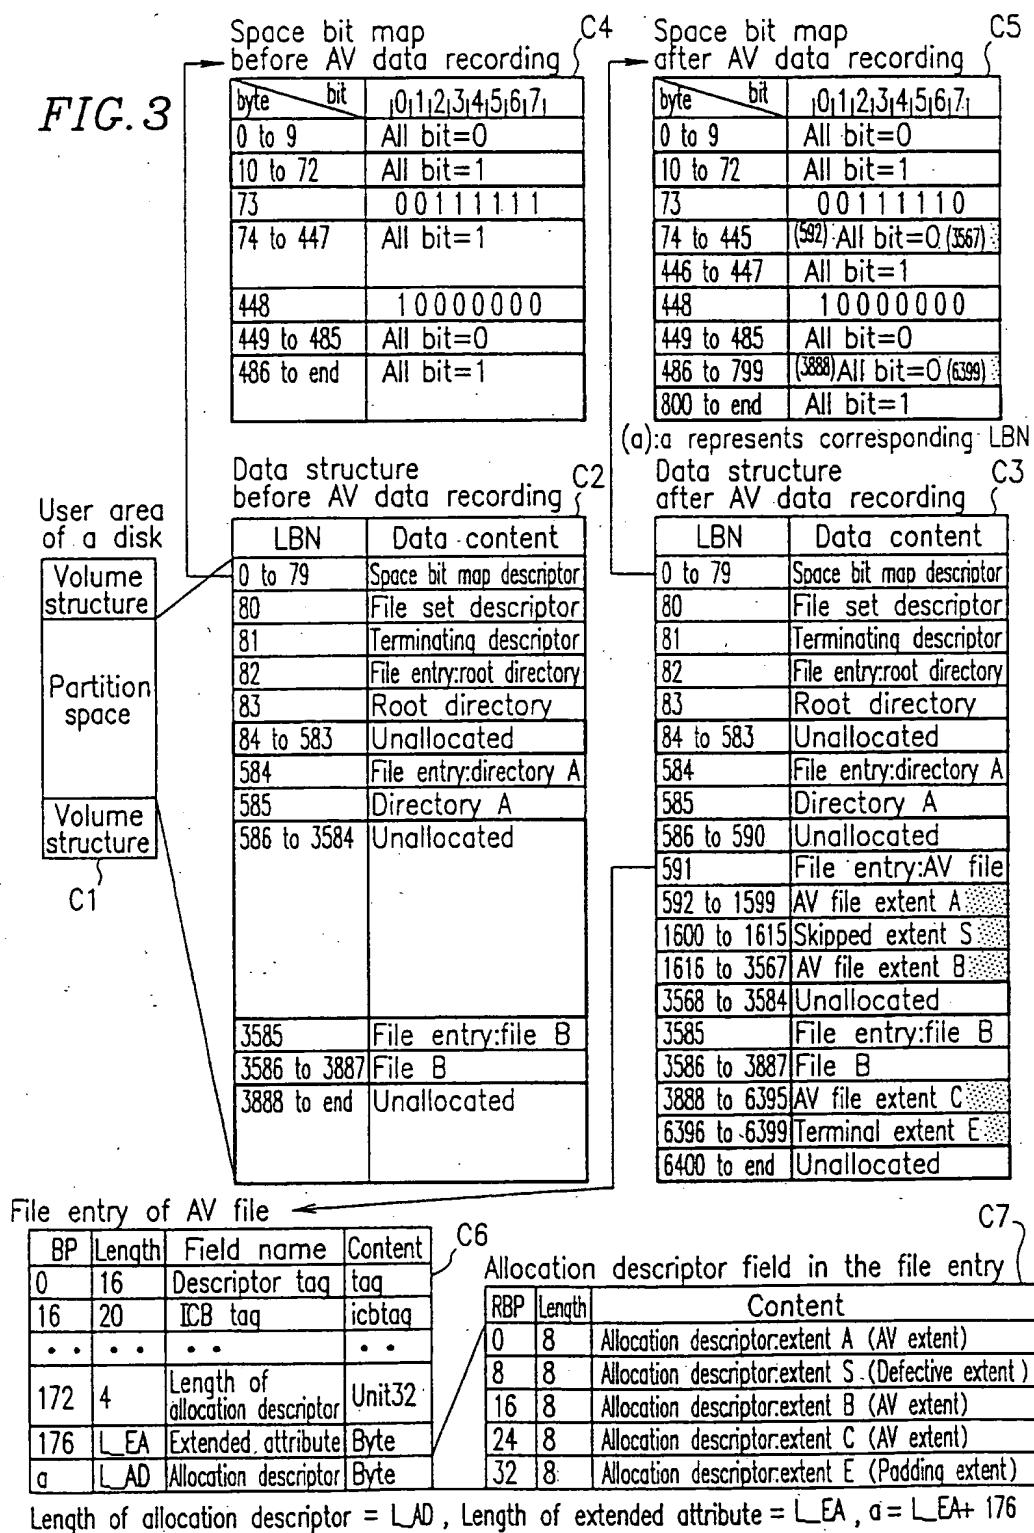 FIG. 3
Space bit map
before AV data recording
C4
byte bit 0 1 2 3 4 5 6 7
0 to 9 All bit=0
10 to 72 All bit=1
73 0 0 1 1 1 1 1 1
74 to 447 All bit=1
448 1 0 0 0 0 0 0 0
449 to 485 All bit=0
486 to end All bit=1
Space bit map
after AV data recording
C5
byte bit 0 1 2 3 4 5 6 7
0 to 9 All bit=0
10 to 72 All bit=1
73 0 0 1 1 1 1 1 0
74 to 445 (592) All bit=0 (3567)
446 to 447 All bit=1
448 1 0 0 0 0 0 0 0
449 to 485 All bit=0
486 to 799 (3888) All bit=0 (6399)
800 to end All bit=1
(a):a represents corresponding LBN
User area
of a disk
Volume
structure
Partition
space
Volume
structure
C1
Data structure
before AV data recording
C2
LBN Data content
0 to 79 Space bit map descriptor
80 File set descriptor
81 Terminating descriptor
82 File entry:root directory
83 Root directory
84 to 583 Unallocated
584 File entry:directory A
585 Directory A
586 to 3584 Unallocated
3585 File entry:file B
3586 to 3887 File B
3888 to end Unallocated
Data structure
after AV data recording
C3
LBN Data content
0 to 79 Space bit map descriptor
80 File set descriptor
81 Terminating descriptor
82 File entry:root directory
83 Root directory
84 to 583 Unallocated
584 File entry:directory A
585 Directory A
586 to 590 Unallocated
591 File entry:AV file
592 to 1599 AV file extent A
1600 to 1615 Skipped extent S
1616 to 3567 AV file extent B
3568 to 3584 Unallocated
3585 File entry:file B
3586 to 3887 File B
3888 to 6395 AV file extent C
6396 to 6399 Terminal extent E
6400 to end Unallocated
File entry of AV file
C6
BP Length Field name Content
0 16 Descriptor tag tag
16 20 ICB tag icbtag
. . . . . . . .
172 4 Length of allocation descriptor Unit32
176 L_EA Extended attribute Byte
a L_AD Allocation descriptor Byte
C7
Allocation descriptor field in the file entry
RBP Length Content
0 8 Allocation descriptor:extent A (AV extent)
8 8 Allocation descriptor:extent S (Defective extent)
16 8 Allocation descriptor:extent B (AV extent)
24 8 Allocation descriptor:extent C (AV extent)
32 8 Allocation descriptor:extent E (Padding extent)
Length of allocation descriptor = L_AD , Length of extended attribute = L_EA , a = L_EA+ 176